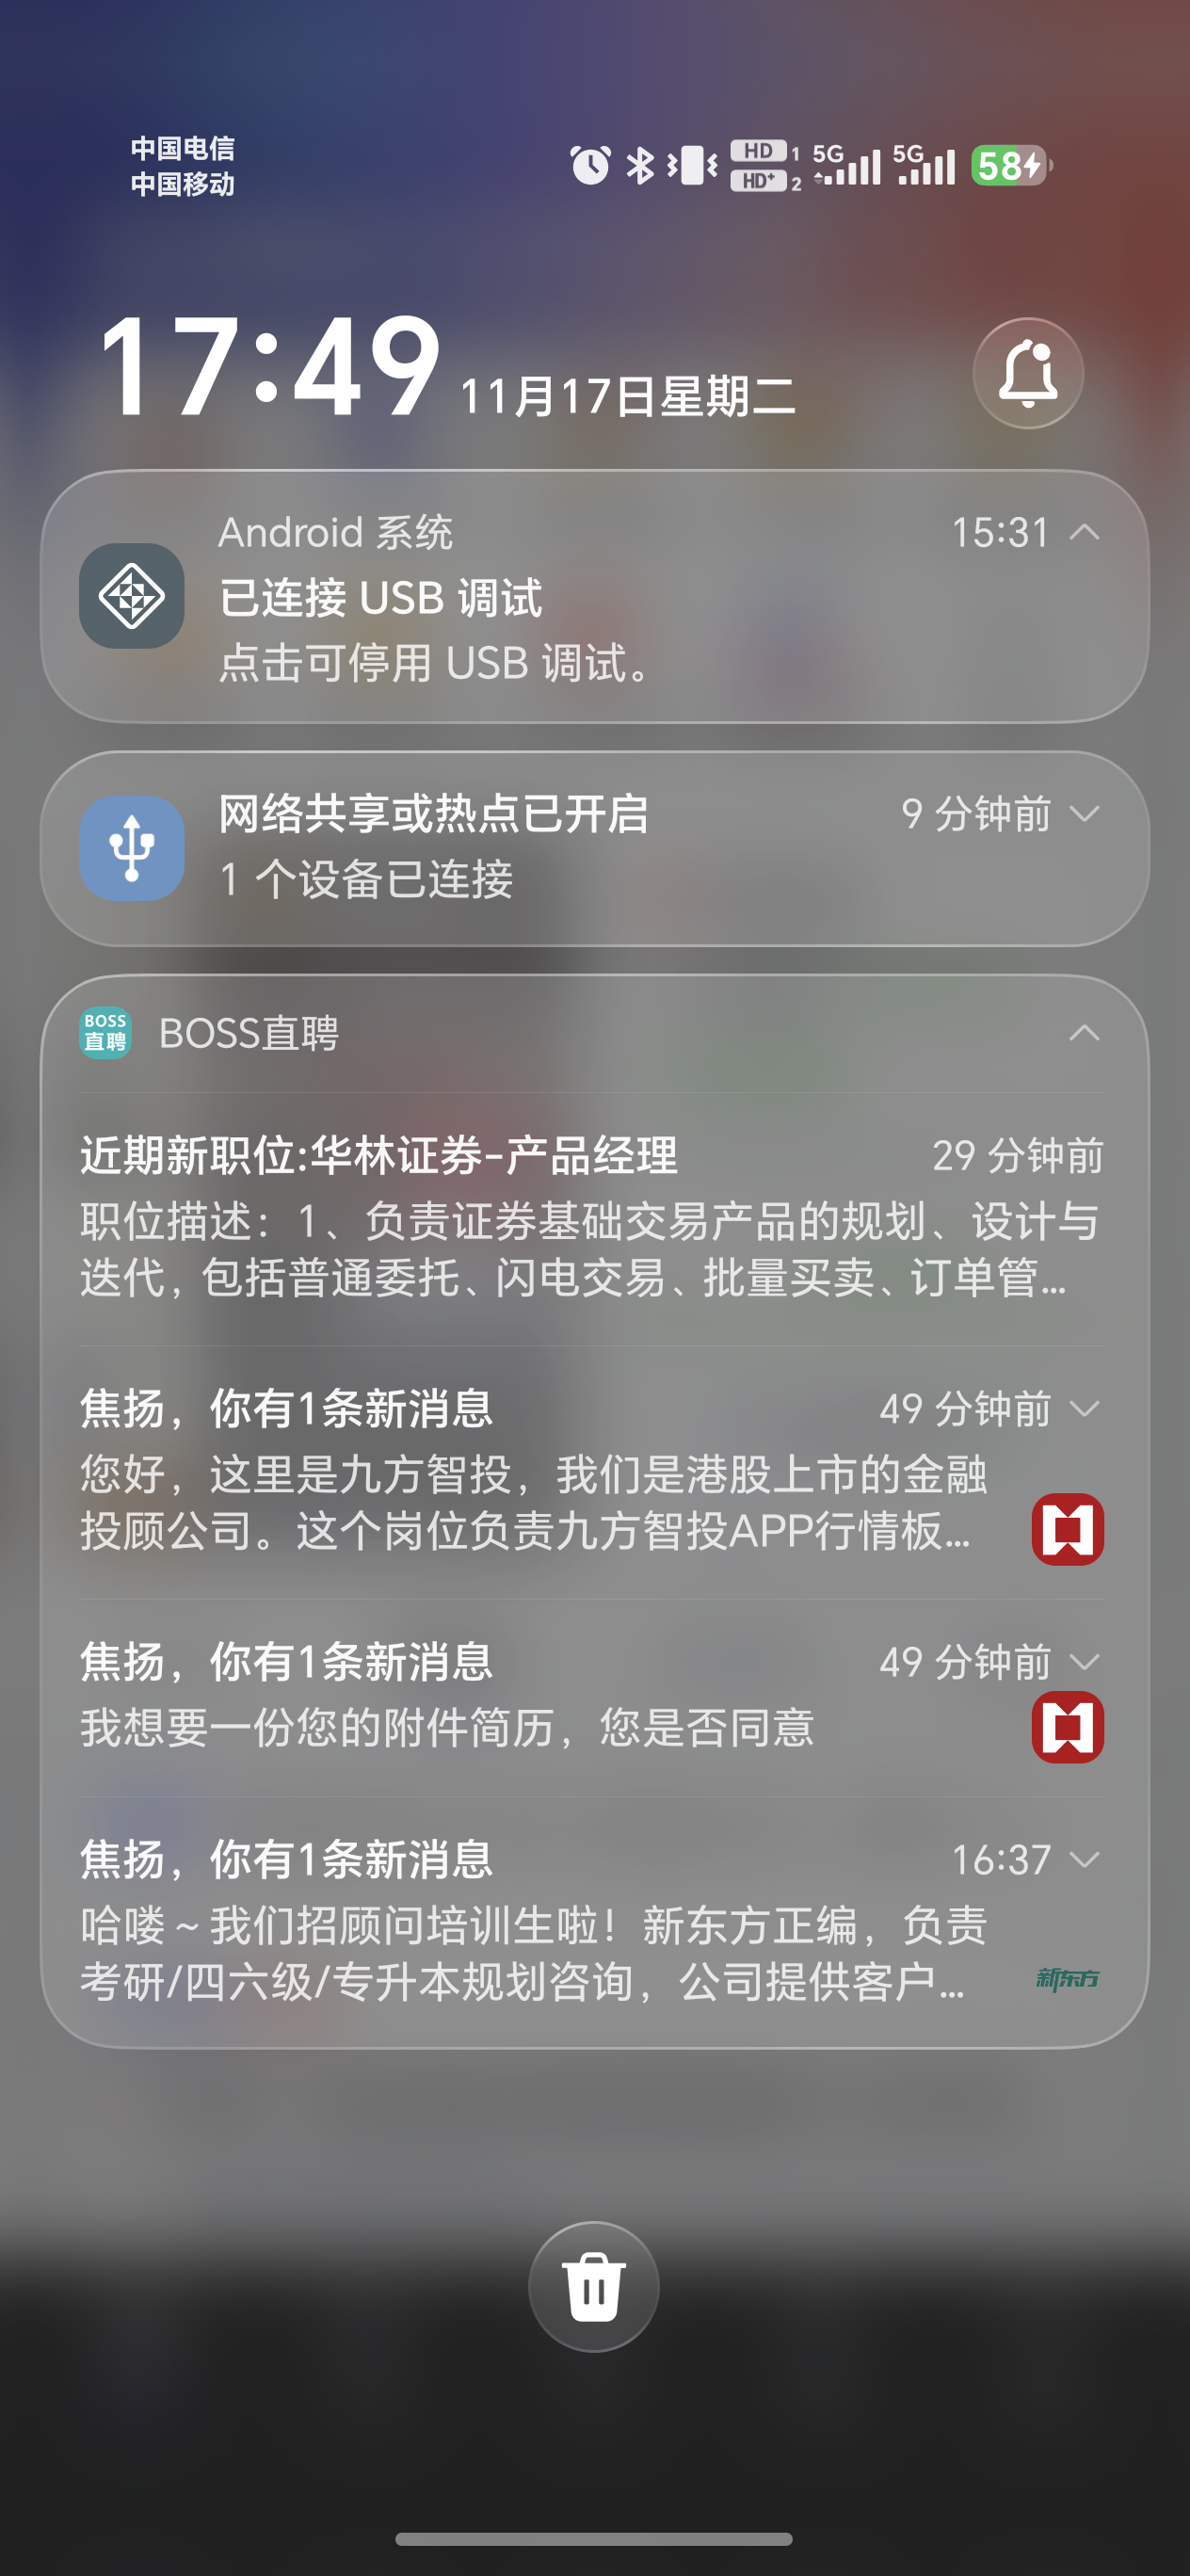 中国电信
中国移动
HD 1
HD+ 2
5G
5G
58
17:49 11月17日星期二
Android 系统 15:31
已连接 USB 调试
点击可停用 USB 调试。
网络共享或热点已开启 9 分钟前
1 个设备已连接
BOSS
直聘
BOSS直聘
近期新职位:华林证券-产品经理 29 分钟前
职位描述：1、负责证券基础交易产品的规划、设计与
迭代，包括普通委托、闪电交易、批量买卖、订单管...
焦扬，你有1条新消息 49 分钟前
您好，这里是九方智投，我们是港股上市的金融
投顾公司。这个岗位负责九方智投APP行情板...
焦扬，你有1条新消息 49 分钟前
我想要一份您的附件简历，您是否同意
焦扬，你有1条新消息 16:37
哈喽～我们招顾问培训生啦！新东方正编，负责
考研/四六级/专升本规划咨询，公司提供客户...
新东方